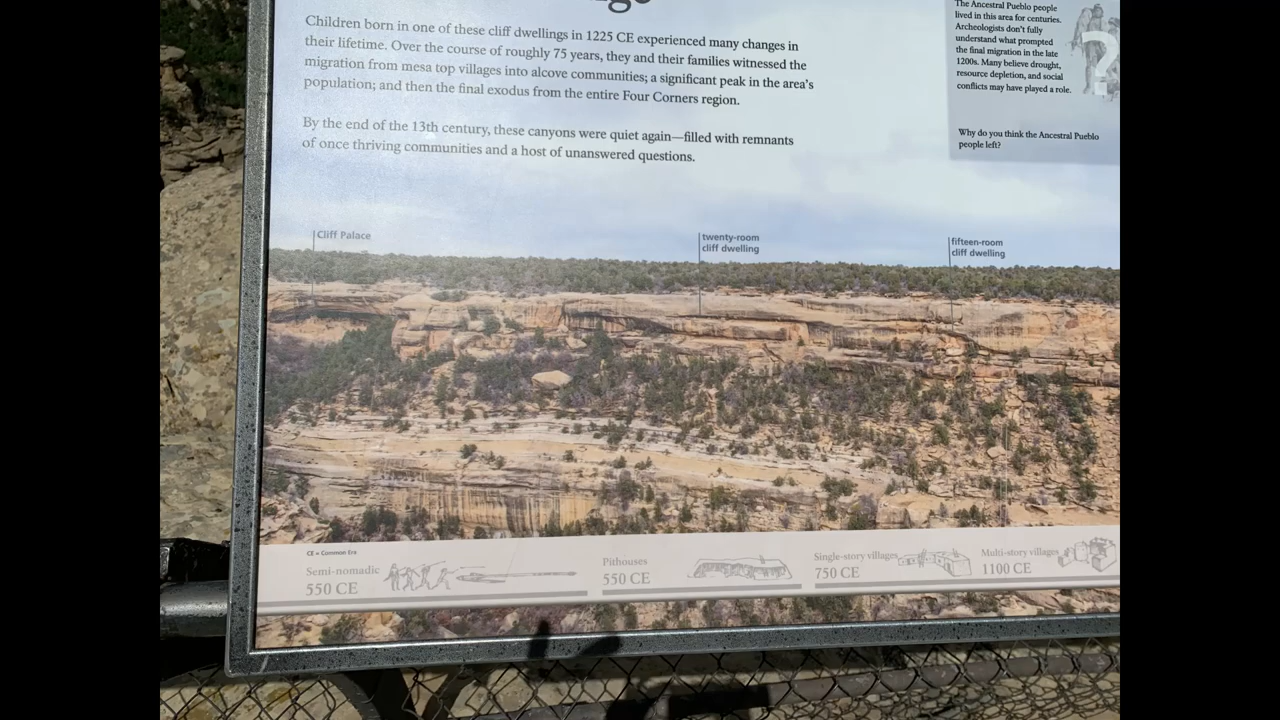 Children born in one of these cliff dwellings in 1225 CE experienced many changes in
their lifetime. Over the course of roughly 75 years, they and their families witnessed the
migration from mesa top villages into alcove communities; a significant peak in the area's
population; and then the final exodus from the entire Four Corners region.
By the end of the 13th century, these canyons were quiet again—filled with remnants
of once thriving communities and a host of unanswered questions.
The Ancestral Pueblo people
lived in this area for centuries.
Archeologists don't fully
understand what prompted
the final migration in the late
1200s. Many believe drought,
resource depletion, and social
conflicts may have played a role.
?
Why do you think the Ancestral Pueblo
people left?
Cliff Palace
twenty-room
cliff dwelling
fifteen-room
cliff dwelling
CE = Common Era
Semi-nomadic
550 CE
Pithouses
550 CE
Single-story villages
750 CE
Multi-story villages
1100 CE